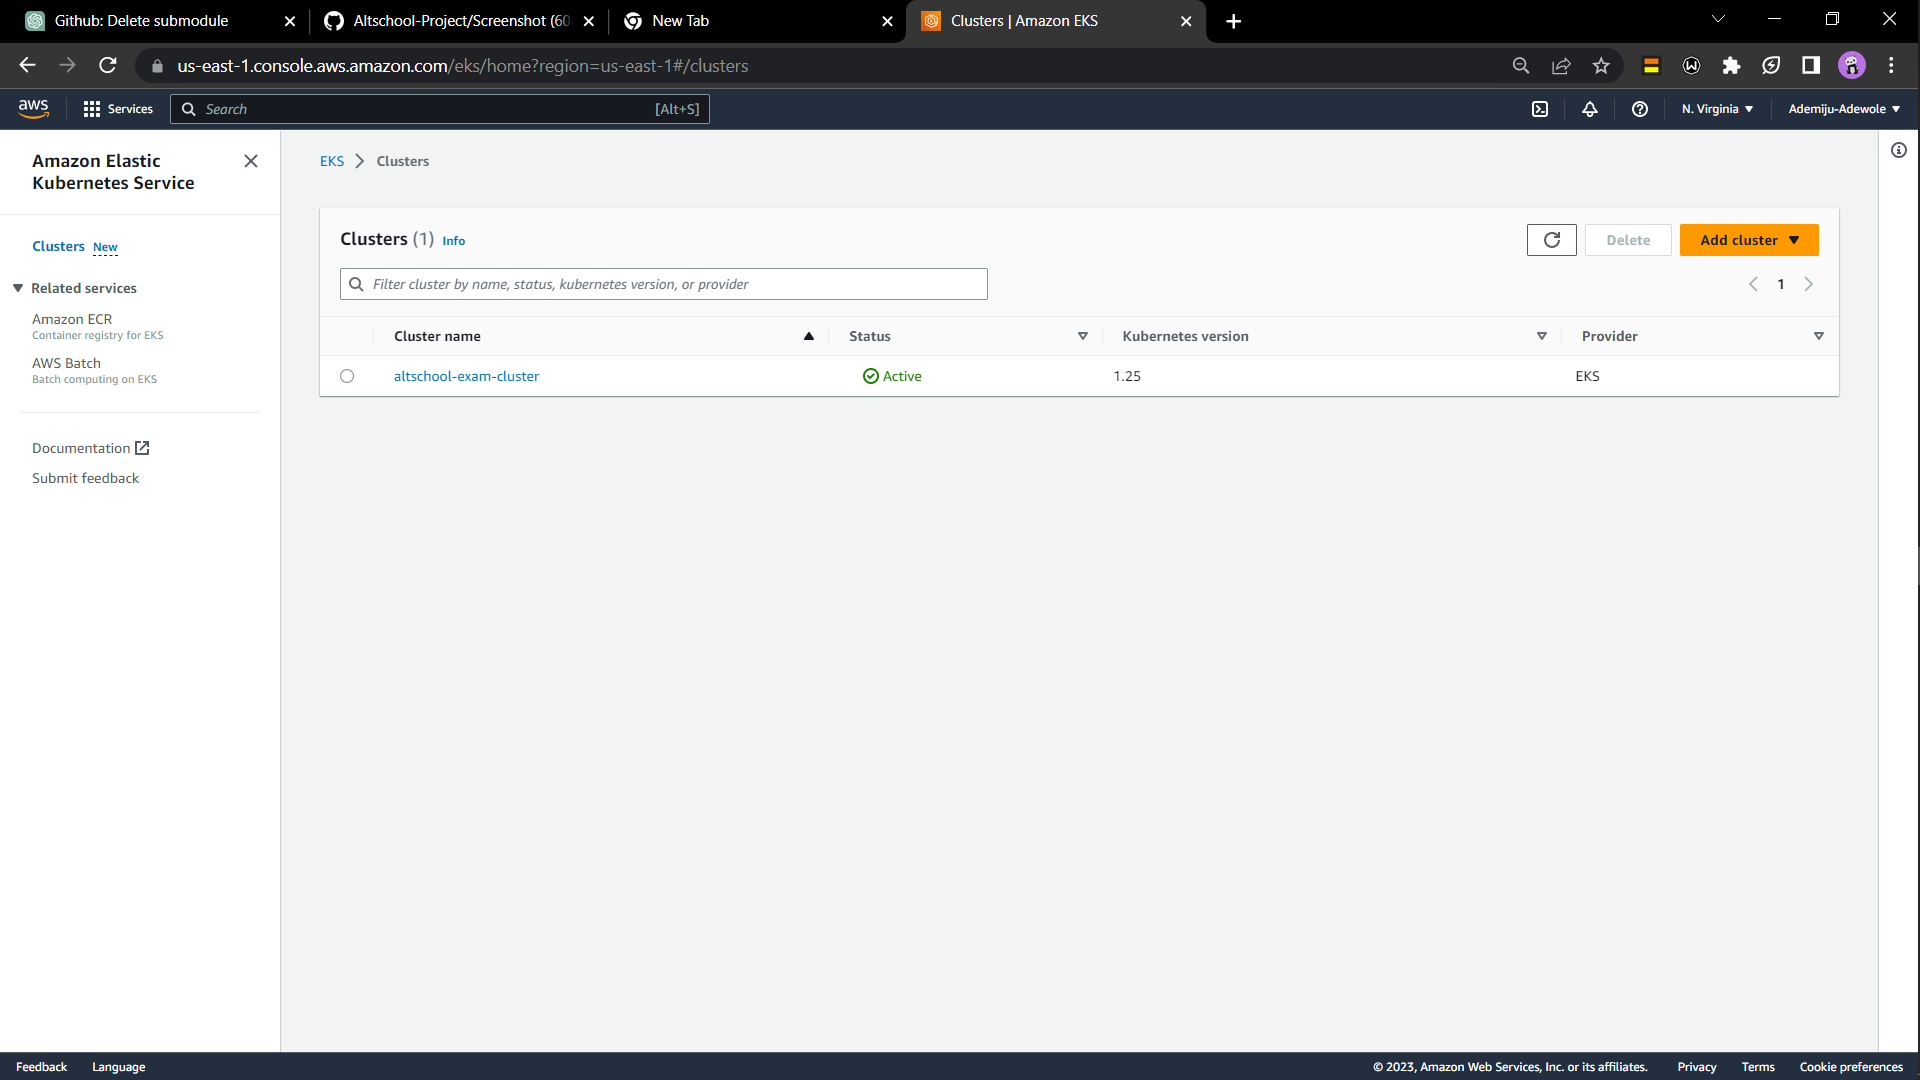 Github: Delete submodule
Altschool-Project/Screenshot (60
New Tab
Clusters | Amazon EKS
us-east-1.console.aws.amazon.com/eks/home?region=us-east-1#/clusters
aws
Services
Search
[Alt+S]
N. Virginia
Ademiju-Adewole
Amazon Elastic
Kubernetes Service
Clusters New
Related services
Amazon ECR
Container registry for EKS
AWS Batch
Batch computing on EKS
Documentation
Submit feedback
EKS
Clusters
Clusters (1) Info
Delete
Add cluster
Filter cluster by name, status, kubernetes version, or provider
1
Cluster name
Status
Kubernetes version
Provider
altschool-exam-cluster
Active
1.25
EKS
Feedback
Language
© 2023, Amazon Web Services, Inc. or its affiliates.
Privacy
Terms
Cookie preferences